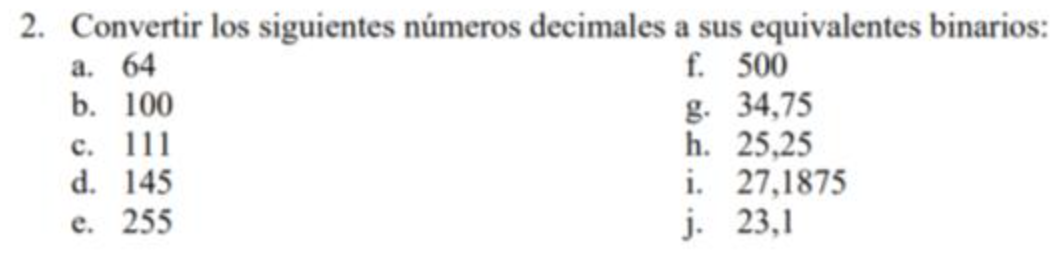 2. Convertir los siguientes números decimales a sus equivalentes binarios:
a. 64
b. 100
c. 111
d. 145
e. 255
f. 500
g. 34,75
h. 25,25
i. 27,1875
j. 23,1